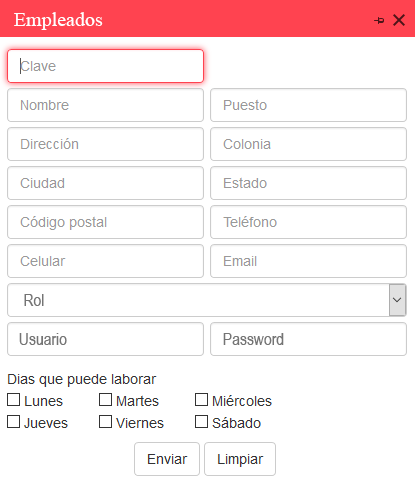 Empleados
Clave
Nombre Puesto
Dirección Colonia
Ciudad Estado
Código postal Teléfono
Celular Email
Rol
Usuario Password
Dias que puede laborar
Lunes Martes Miércoles
Jueves Viernes Sábado
Enviar Limpiar